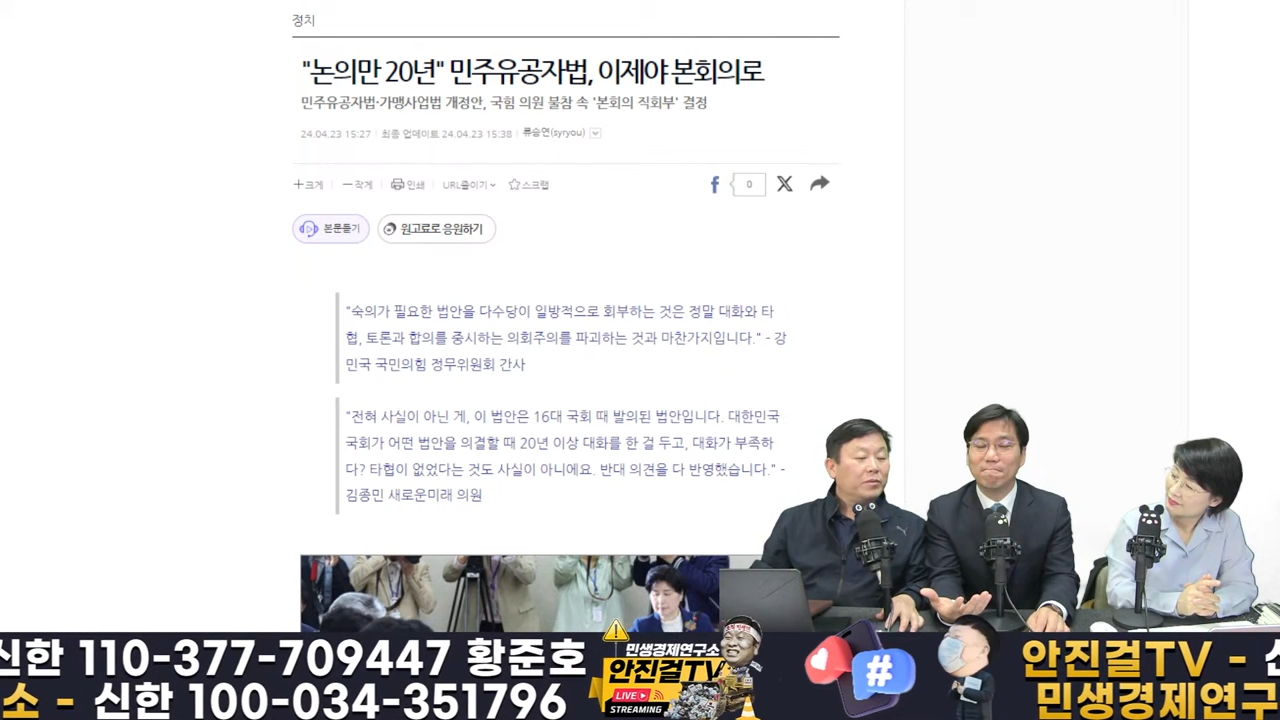 정치
"논의만 20년" 민주유공자법, 이제야 본회의로
민주유공자법·가맹사업법 개정안, 국힘 의원 불참 속 '본회의 직회부' 결정
24.04.23 15:27 최종 업데이트 24.04.23 15:38 류승연(syryou)
크게 작게 인쇄 URL줄이기 스크랩
f 0 X
본문듣기 원고료로 응원하기
"숙의가 필요한 법안을 다수당이 일방적으로 회부하는 것은 정말 대화와 타
협, 토론과 합의를 중시하는 의회주의를 파괴하는 것과 마찬가지입니다." - 강
민국 국민의힘 정무위원회 간사
"전혀 사실이 아닌 게, 이 법안은 16대 국회 때 발의된 법안입니다. 대한민국
국회가 어떤 법안을 의결할 때 20년 이상 대화를 한 걸 두고, 대화가 부족하
다? 타협이 없었다는 것도 사실이 아니에요. 반대 의견을 다 반영했습니다." -
김종민 새로운미래 의원
신한 110-377-709447 황준호
소 - 신한 100-034-351796
민생경제연구소
안진걸TV
LIVE
STREAMING
#
안진걸TV - 신
민생경제연구